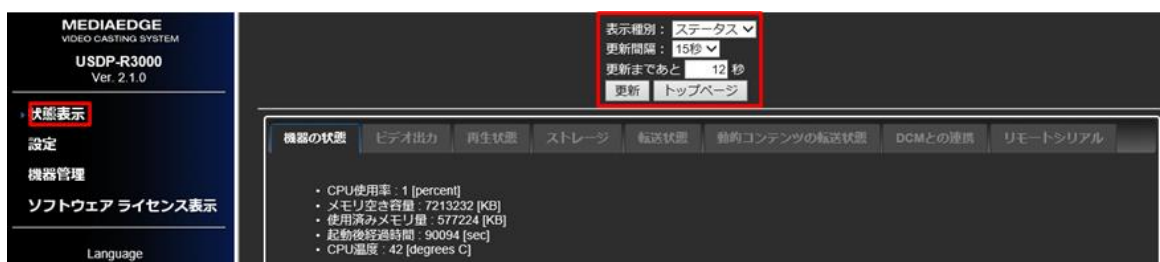 MEDIAEDGE
VIDEO CASTING SYSTEM
USDP-R3000
Ver. 2.1.0
状態表示
設定
機器管理
ソフトウェア ライセンス表示
Language
表示種別： ステータス
更新間隔： 15秒
更新まであと 12 秒
更新 トップページ
機器の状態 ビデオ出力 再生状態 ストレージ 転送状態 動的コンテンツの転送状態 DCMとの連携 リモートシリアル
・ CPU使用率 : 1 [percent]
・ メモリ空き容量 : 7213232 [KB]
・ 使用済みメモリ量 : 577224 [KB]
・ 起動後経過時間 : 90094 [sec]
・ CPU温度 : 42 [degrees C]